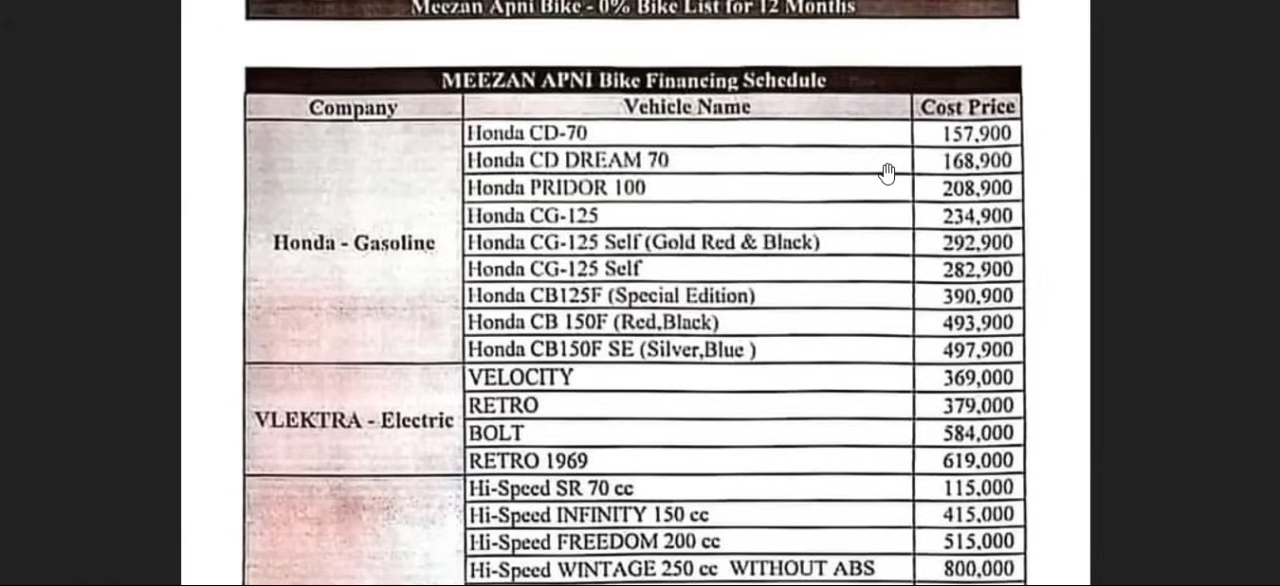 Meezan Apni Bike - 0% Bike List for 12 Months
MEEZAN APNI Bike Financing Schedule
Company Vehicle Name Cost Price
Honda - Gasoline
Honda CD-70 157,900
Honda CD DREAM 70 168,900
Honda PRIDOR 100 208,900
Honda CG-125 234,900
Honda CG-125 Self (Gold Red & Black) 292,900
Honda CG-125 Self 282,900
Honda CB125F (Special Edition) 390,900
Honda CB 150F (Red,Black) 493,900
Honda CB150F SE (Silver,Blue ) 497,900
VLEKTRA - Electric
VELOCITY 369,000
RETRO 379,000
BOLT 584,000
RETRO 1969 619,000
Hi-Speed SR 70 cc 115,000
Hi-Speed INFINITY 150 cc 415,000
Hi-Speed FREEDOM 200 cc 515,000
Hi-Speed WINTAGE 250 cc WITHOUT ABS 800,000